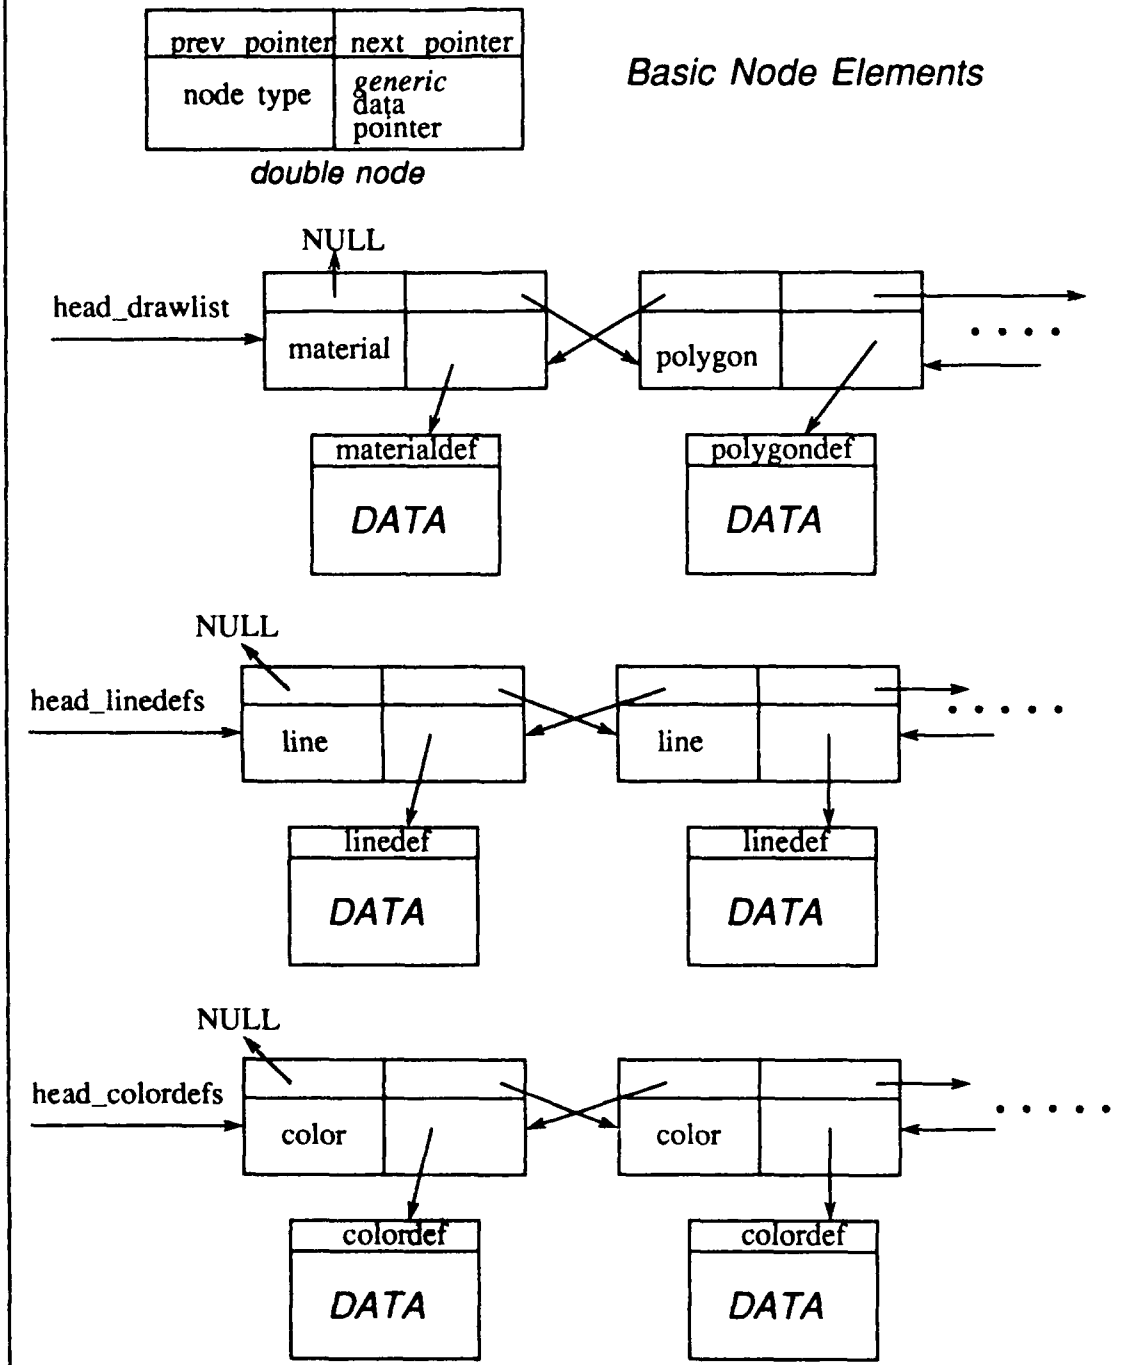 prev pointer next pointer
Basic Node Elements
node type
generic
data
pointer
double node
NULL
head_drawlist
material
polygon
materialdef
polygondef
DATA
DATA
NULL
head_linedefs
line
line
linedef
linedef
DATA
DATA
NULL
head_colordefs
color
color
colordef
colordef
DATA
DATA